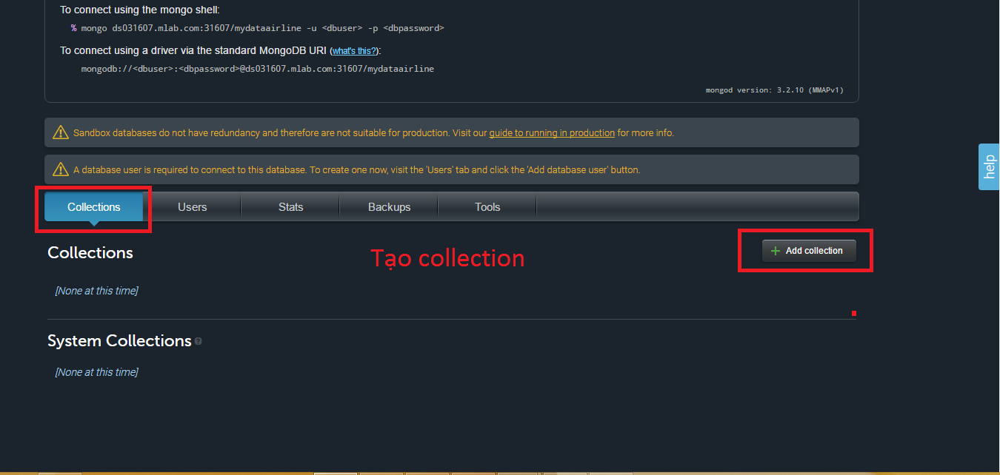 To connect using the mongo shell:
% mongo ds031607.mlab.com:31607/mydataairline -u <dbuser> -p <dbpassword>
To connect using a driver via the standard MongoDB URI (what's this?):
mongodb://<dbuser>:<dbpassword>@ds031607.mlab.com:31607/mydataairline
mongod version: 3.2.10 (MMAPv1)
Sandbox databases do not have redundancy and therefore are not suitable for production. Visit our guide to running in production for more info.
A database user is required to connect to this database. To create one now, visit the 'Users' tab and click the 'Add database user' button.
help
Collections Users Stats Backups Tools
Collections
Tạo collection
+ Add collection
[None at this time]
System Collections ?
[None at this time]